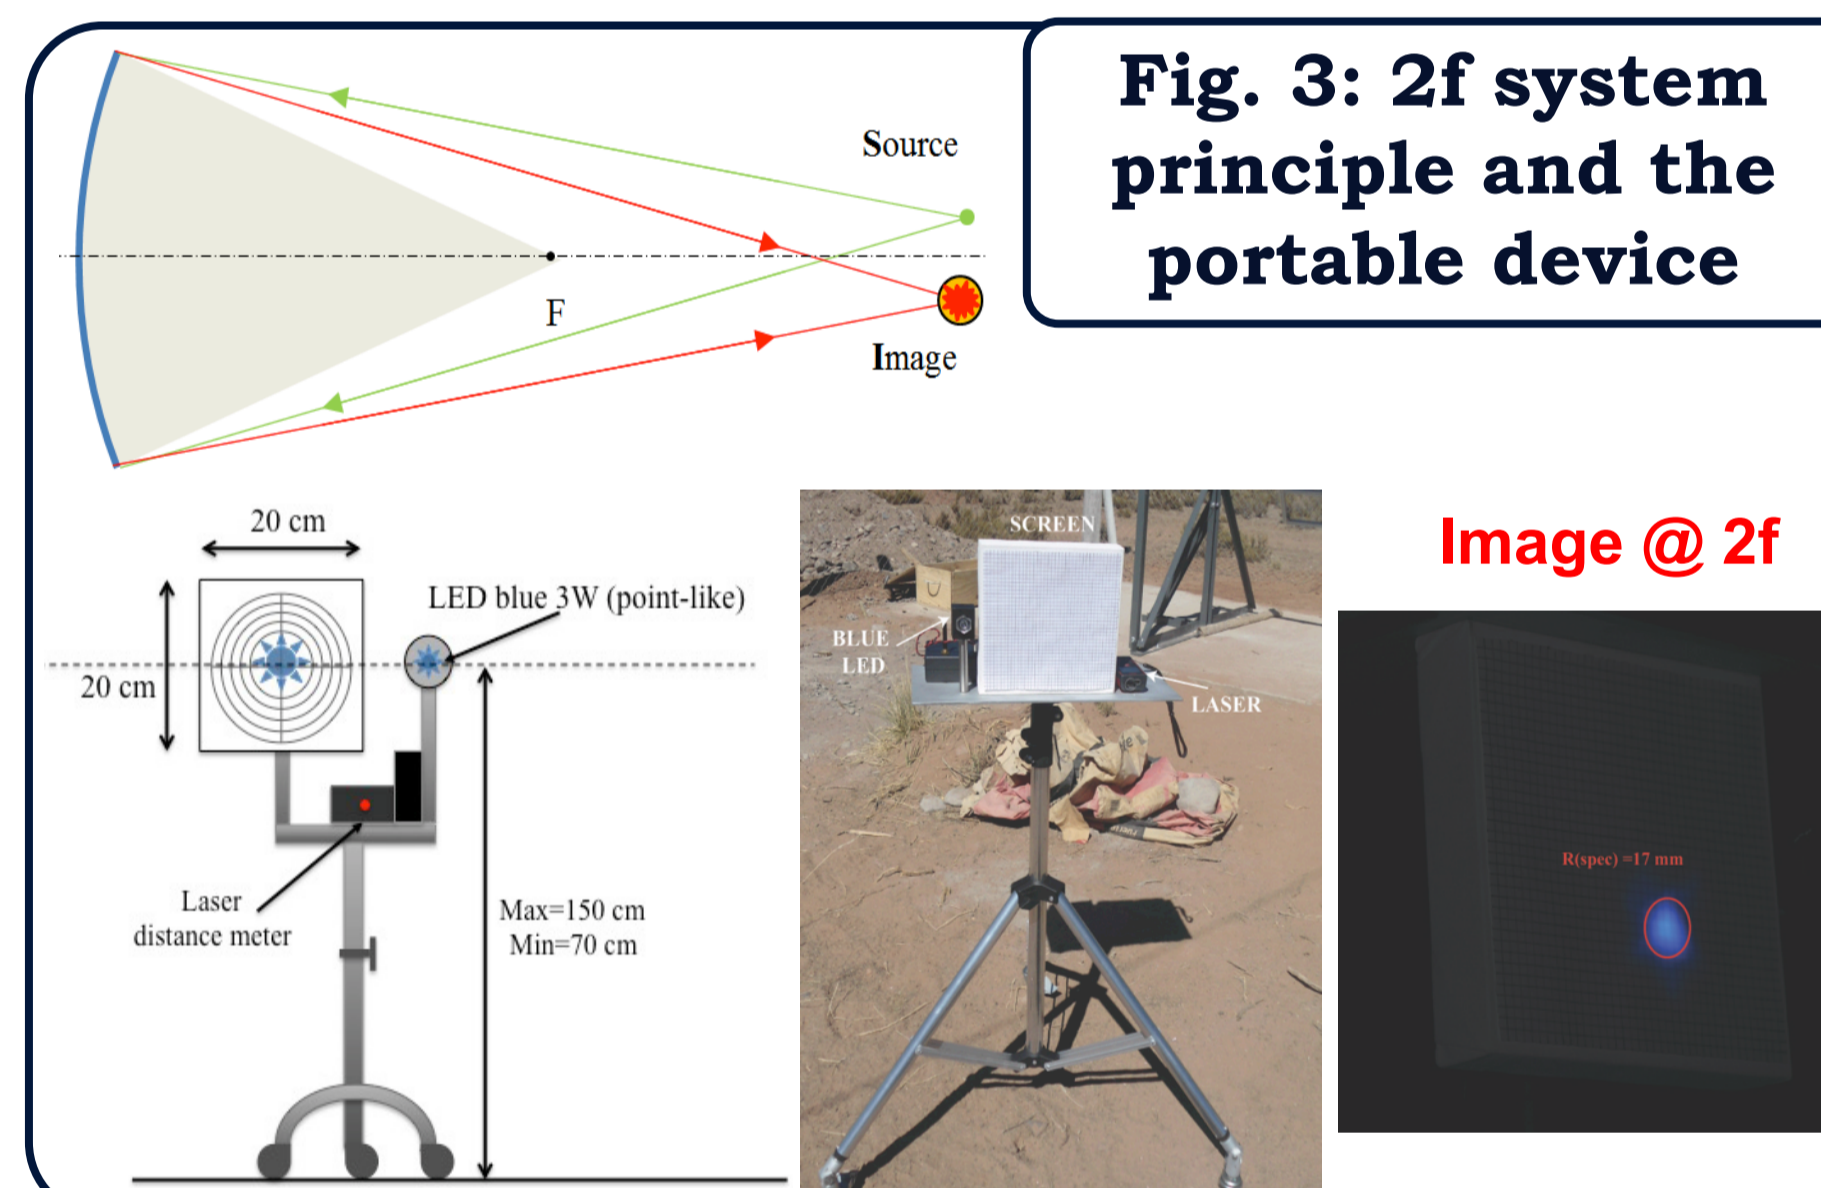 Fig. 3: 2f system
principle and the
portable device
Source
F
Image
20 cm
20 cm
LED blue 3W (point-like)
Laser
distance meter
Max=150 cm
Min=70 cm
SCREEN
BLUE
LED
LASER
Image @ 2f
R(spec) =17 mm